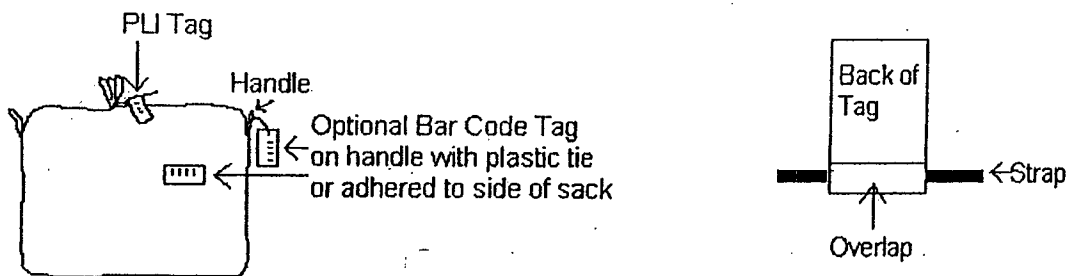 PLI Tag
Handle
Optional Bar Code Tag
on handle with plastic tie
or adhered to side of sack
Back of
Tag
Strap
Overlap